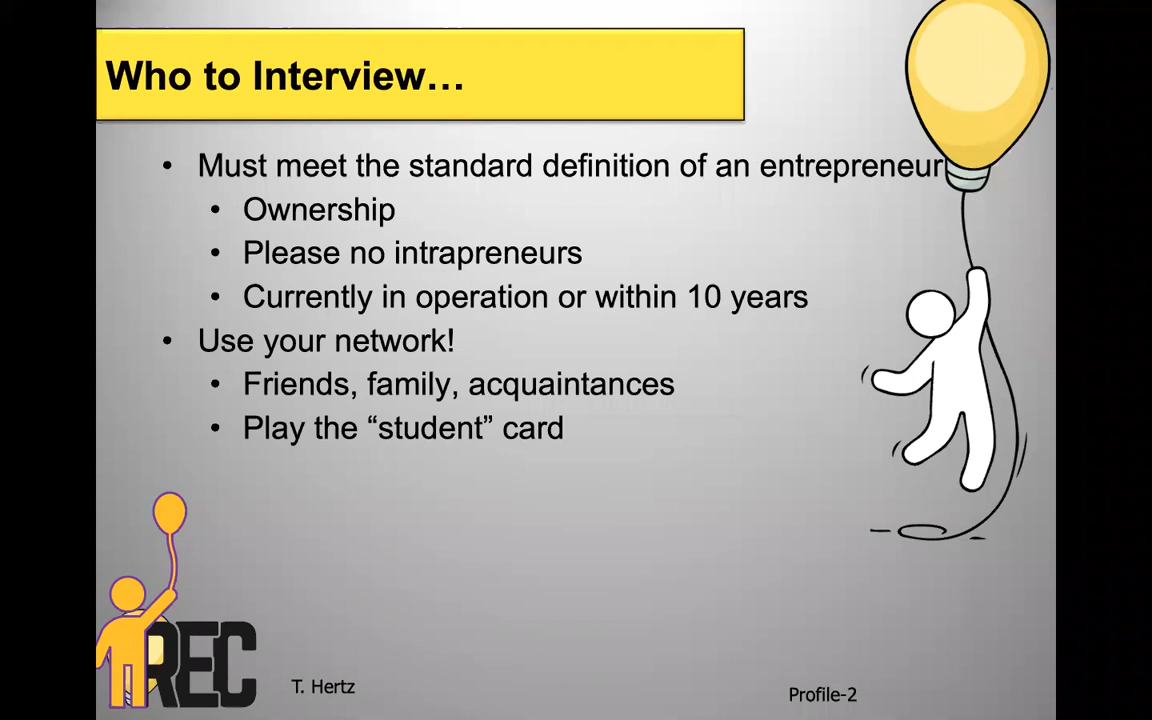 Who to Interview…
• Must meet the standard definition of an entrepreneur
• Ownership
• Please no intrapreneurs
• Currently in operation or within 10 years
• Use your network!
• Friends, family, acquaintances
• Play the “student” card
REC
T. Hertz
Profile-2